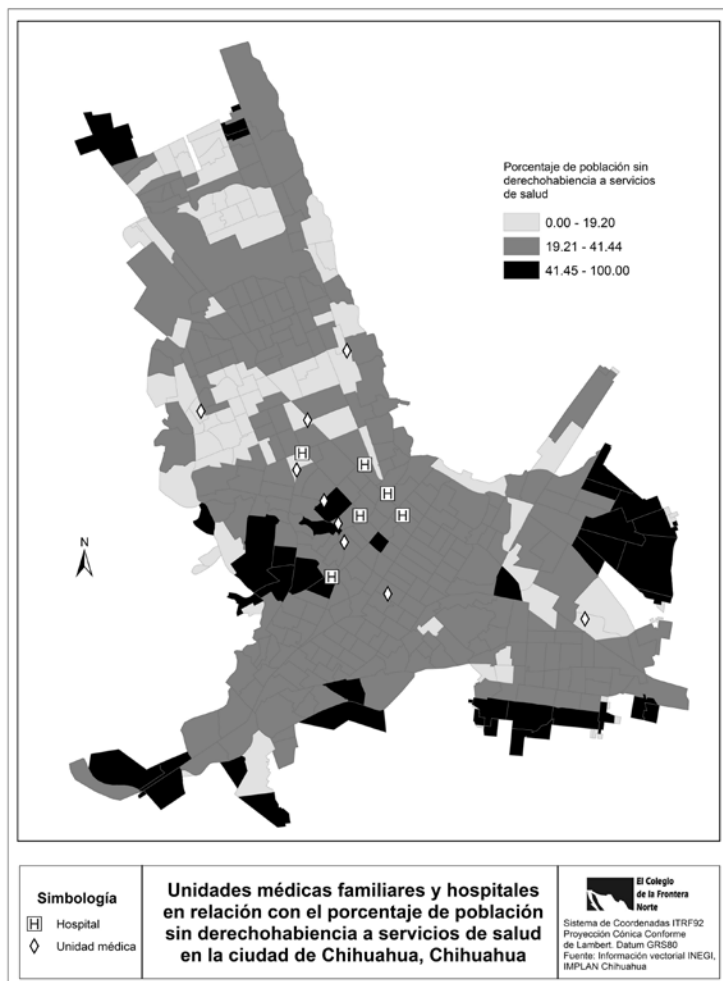 Porcentaje de población sin
derechohabiencia a servicios
de salud
0.00 - 19.20
19.21 - 41.44
41.45 - 100.00
H
H
H
H
H
H
N
Simbología
H Hospital
Unidad médica
Unidades médicas familiares y hospitales
en relación con el porcentaje de población
sin derechohabiencia a servicios de salud
en la ciudad de Chihuahua, Chihuahua
El Colegio
de la Frontera
Norte
Sistema de Coordenadas ITRF92
Proyección Cónica Conforme
de Lambert. Datum GRS80
Fuente: Información vectorial INEGI,
IMPLAN Chihuahua